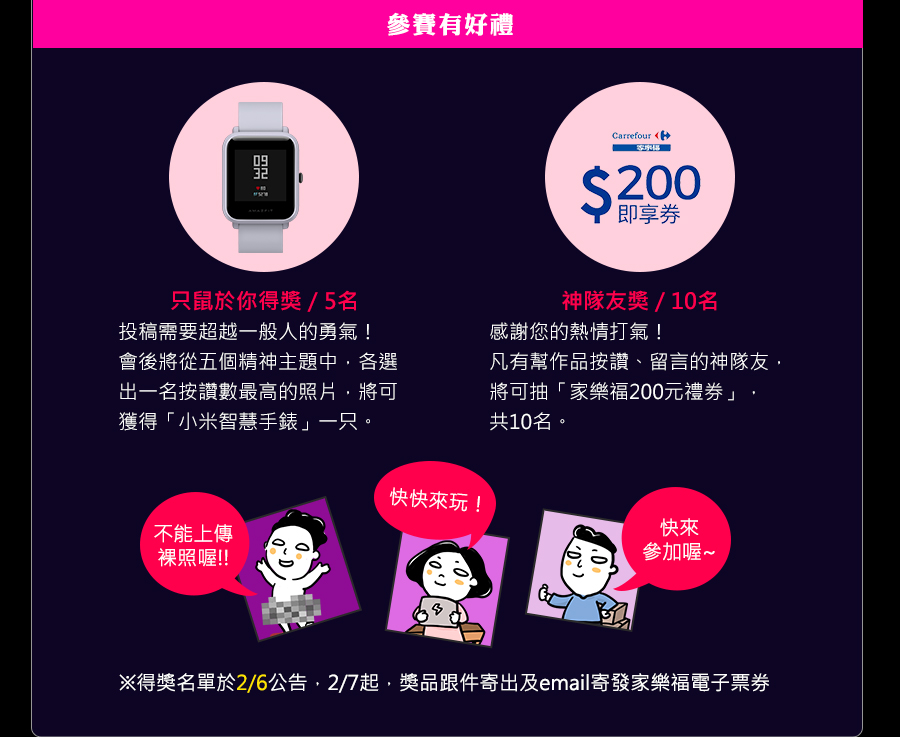 參賽有好禮
09
32
AMAZFIT
Carrefour
家樂福
$200
即享券
只鼠於你得獎 / 5名
投稿需要超越一般人的勇氣！
會後將從五個精神主題中，各選
出一名按讚數最高的照片，將可
獲得「小米智慧手錶」一只。
神隊友獎 / 10名
感謝您的熱情打氣！
凡有幫作品按讚、留言的神隊友，
將可抽「家樂福200元禮券」，
共10名。
不能上傳
裸照喔!!
快快來玩！
快來
參加喔~
※得獎名單於2/6公告，2/7起，獎品跟件寄出及email寄發家樂福電子票券